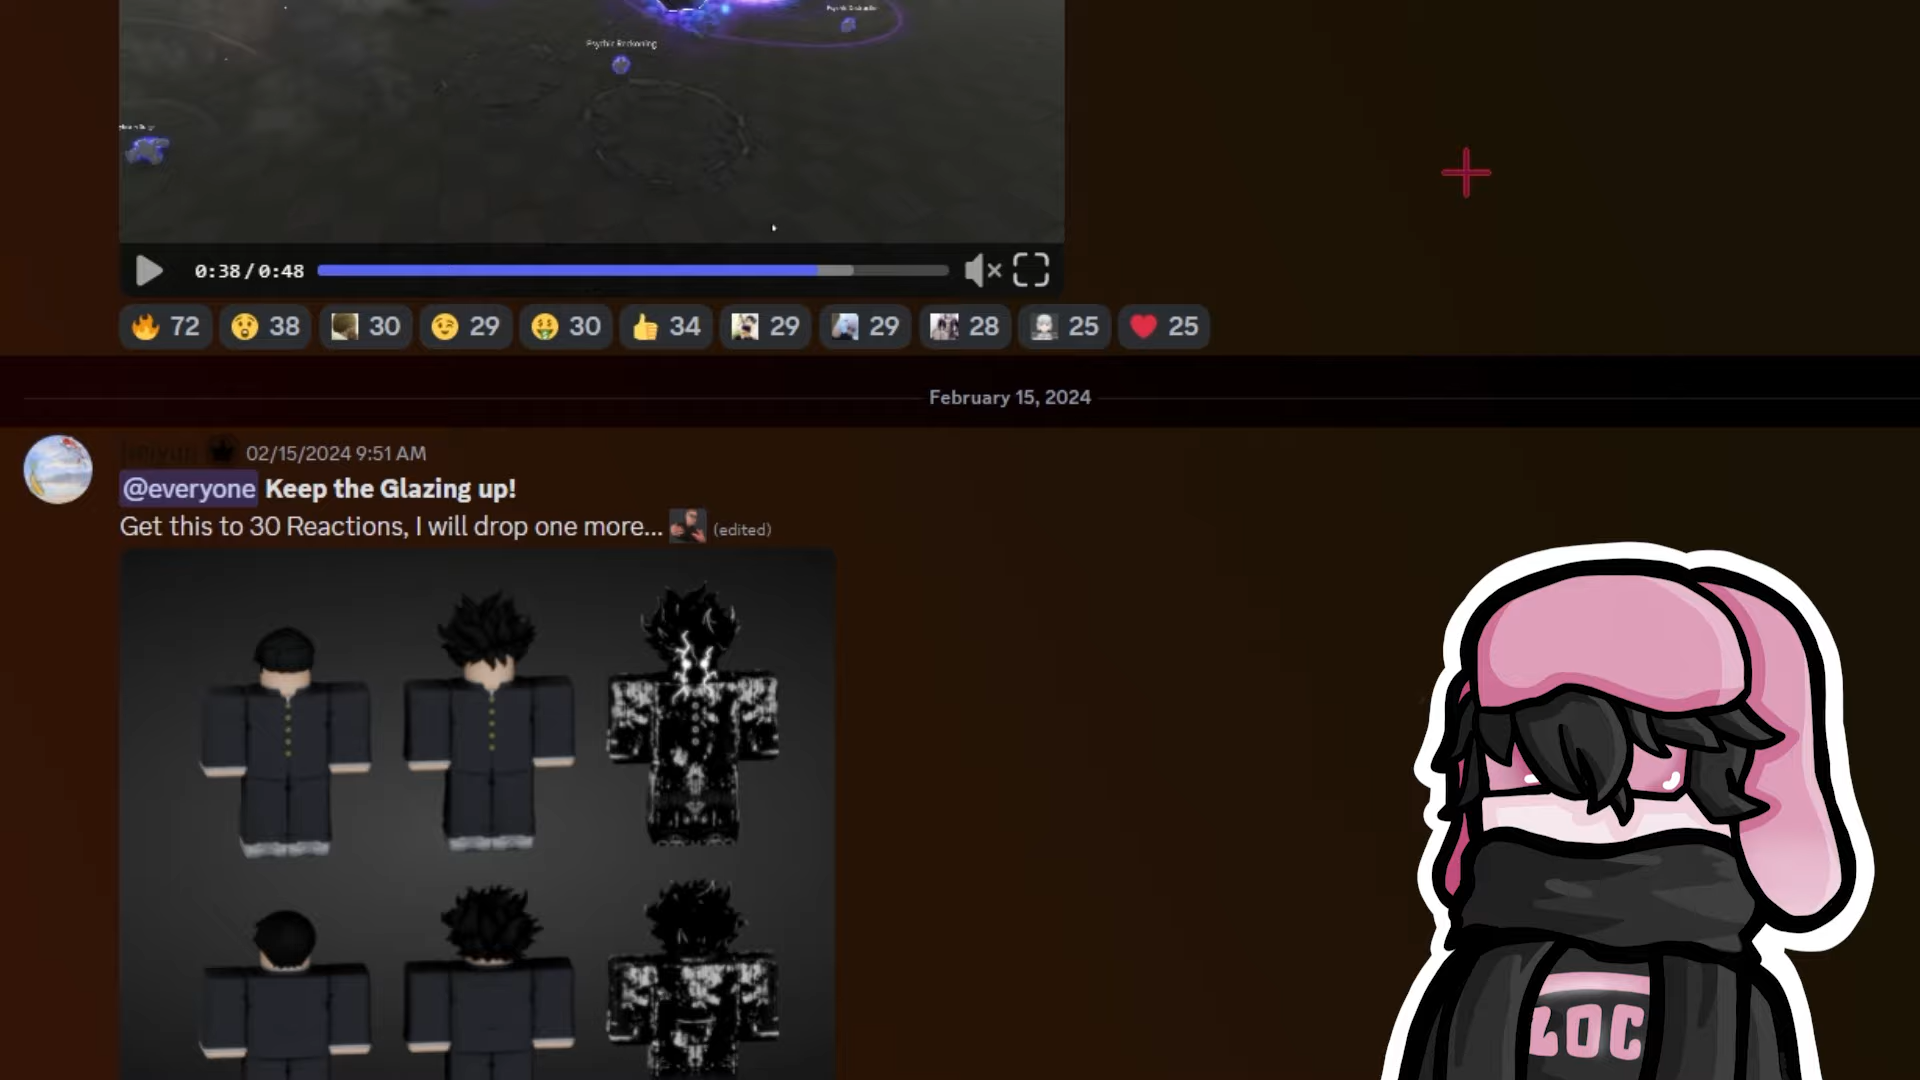 Psychic Reckoning
0:38 / 0:48
72 38 30 29 30 34 29 29 28 25 25
February 15, 2024
02/15/2024 9:51 AM
@everyone Keep the Glazing up!
Get this to 30 Reactions, I will drop one more... (edited)
LOC